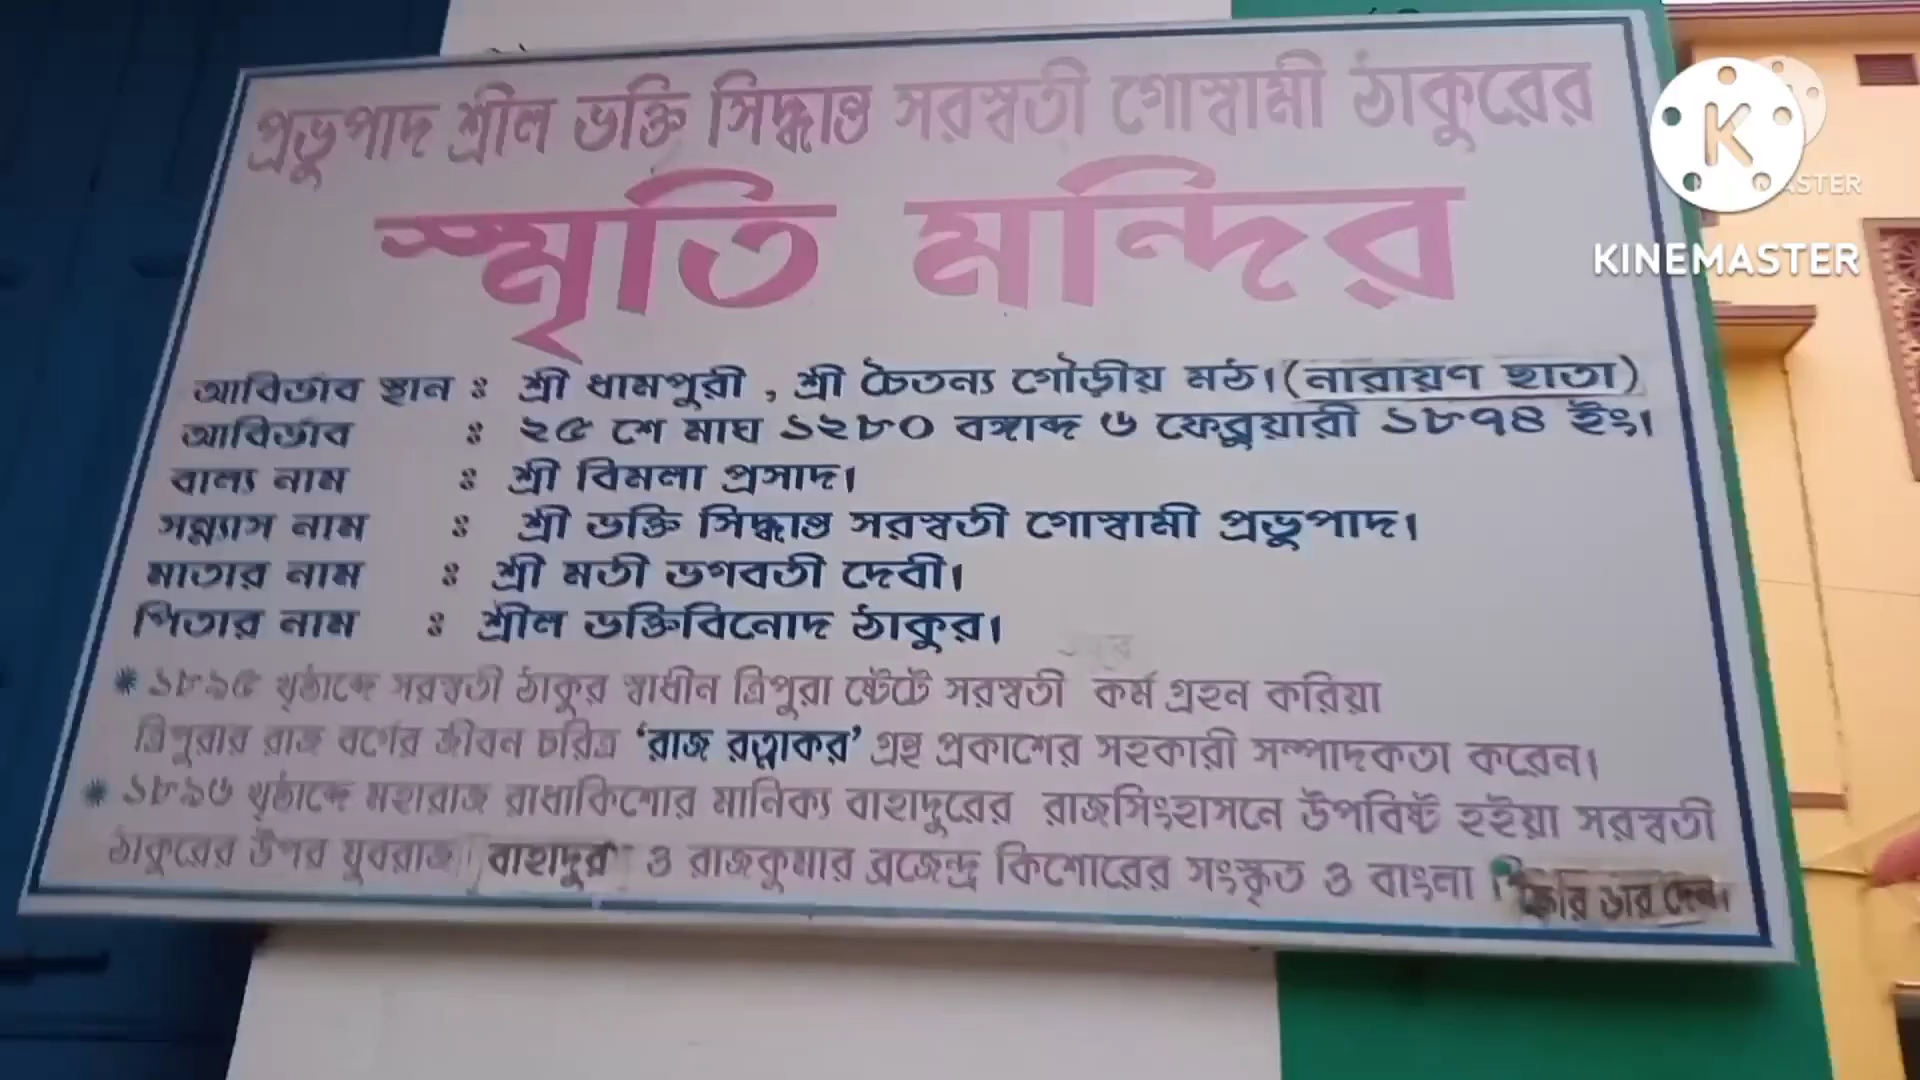 প্রভুপাদ শ্রীল ভক্তি সিদ্ধান্ত সরস্বতী গোস্বামী ঠাকুরের
স্মৃতি মন্দির
আবির্ভাব স্থান ঃ শ্রী ধামপুরী , শ্রী চৈতন্য গৌড়ীয় মঠ। (নারায়ণ ছাতা)
আবির্ভাব ঃ ২৫ শে মাঘ ১২৮০ বঙ্গাব্দ ৬ ফেব্রুয়ারী ১৮৭৪ ইং।
বাল্য নাম ঃ শ্রী বিমলা প্রসাদ।
সন্ন্যাস নাম ঃ শ্রী ভক্তি সিদ্ধান্ত সরস্বতী গোস্বামী প্রভুপাদ।
মাতার নাম ঃ শ্রী মতী ভগবতী দেবী।
পিতার নাম ঃ শ্রীল ভক্তিবিনোদ ঠাকুর।
* ১৮৯৫ খৃষ্টাব্দে সরস্বতী ঠাকুর স্বাধীন ত্রিপুরা ষ্টেটে সরস্বতী কর্ম গ্রহন করিয়া
ত্রিপুরার রাজ বর্গের জীবন চরিত্র ‘রাজ রত্নাকর’ গ্রন্থ প্রকাশের সহকারী সম্পাদকতা করেন।
* ১৮৯৬ খৃষ্টাব্দে মহারাজ রাধাকিশোর মানিক্য বাহাদুরের রাজসিংহাসনে উপবিষ্ট হইয়া সরস্বতী
ঠাকুরের উপর যুবরাজ বাহাদুর ও রাজকুমার ব্রজেন্দ্র কিশোরের সংস্কৃত ও বাংলা ভার দেন।
KINEMASTER